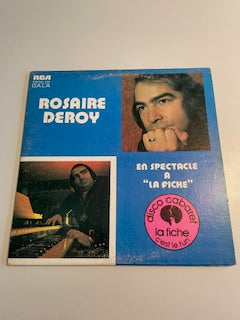 RCA
GALA
ROSAIRE
DEROY
EN SPECTACLE
A
"LA FICHE"
disco cabaret
la fiche
c'est le fun